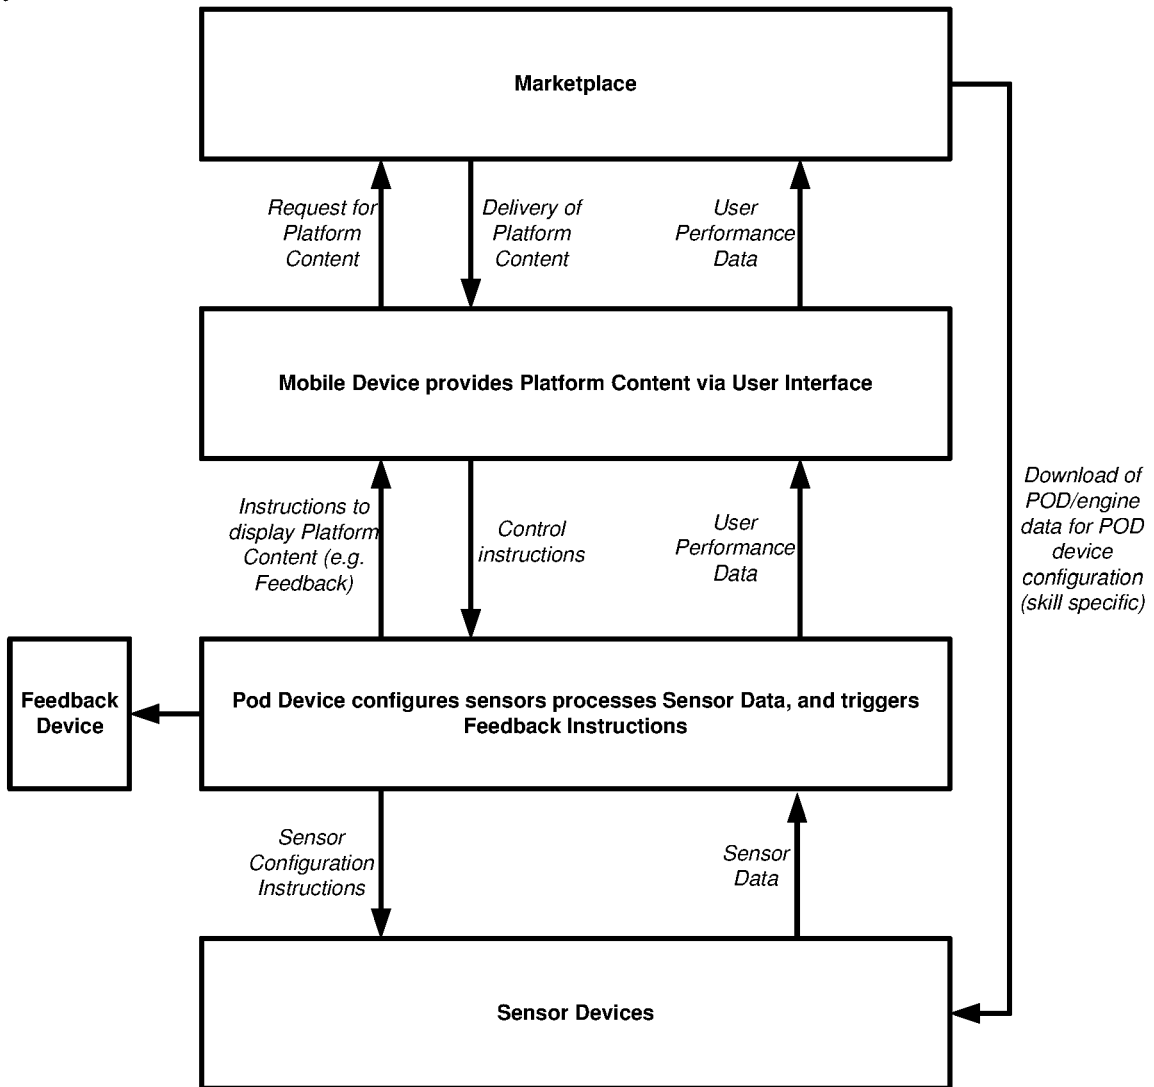 Marketplace
Request for
Platform
Content
Delivery of
Platform
Content
User
Performance
Data
Mobile Device provides Platform Content via User Interface
Instructions to
display Platform
Content (e.g.
Feedback)
Control
instructions
User
Performance
Data
Download of
POD/engine
data for POD
device
configuration
(skill specific)
Feedback
Device
Pod Device configures sensors processes Sensor Data, and triggers
Feedback Instructions
Sensor
Configuration
Instructions
Sensor
Data
Sensor Devices